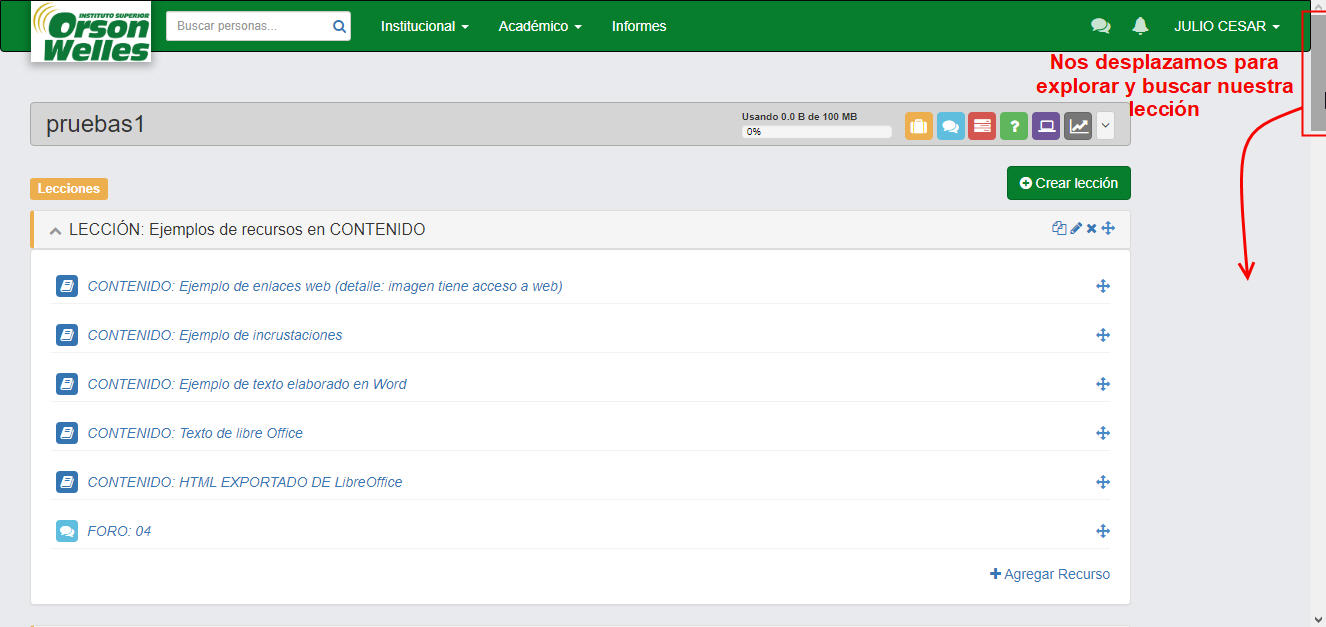 INSTITUTO SUPERIOR
Orson
Welles
Buscar personas...
Institucional
Académico
Informes
JULIO CESAR
Nos desplazamos para
explorar y buscar nuestra
lección
pruebas1
Usando 0.0 B de 100 MB
0%
?
Lecciones
Crear lección
LECCIÓN: Ejemplos de recursos en CONTENIDO
CONTENIDO: Ejemplo de enlaces web (detalle: imagen tiene acceso a web)
CONTENIDO: Ejemplo de incrustaciones
CONTENIDO: Ejemplo de texto elaborado en Word
CONTENIDO: Texto de libre Office
CONTENIDO: HTML EXPORTADO DE LibreOffice
FORO: 04
Agregar Recurso